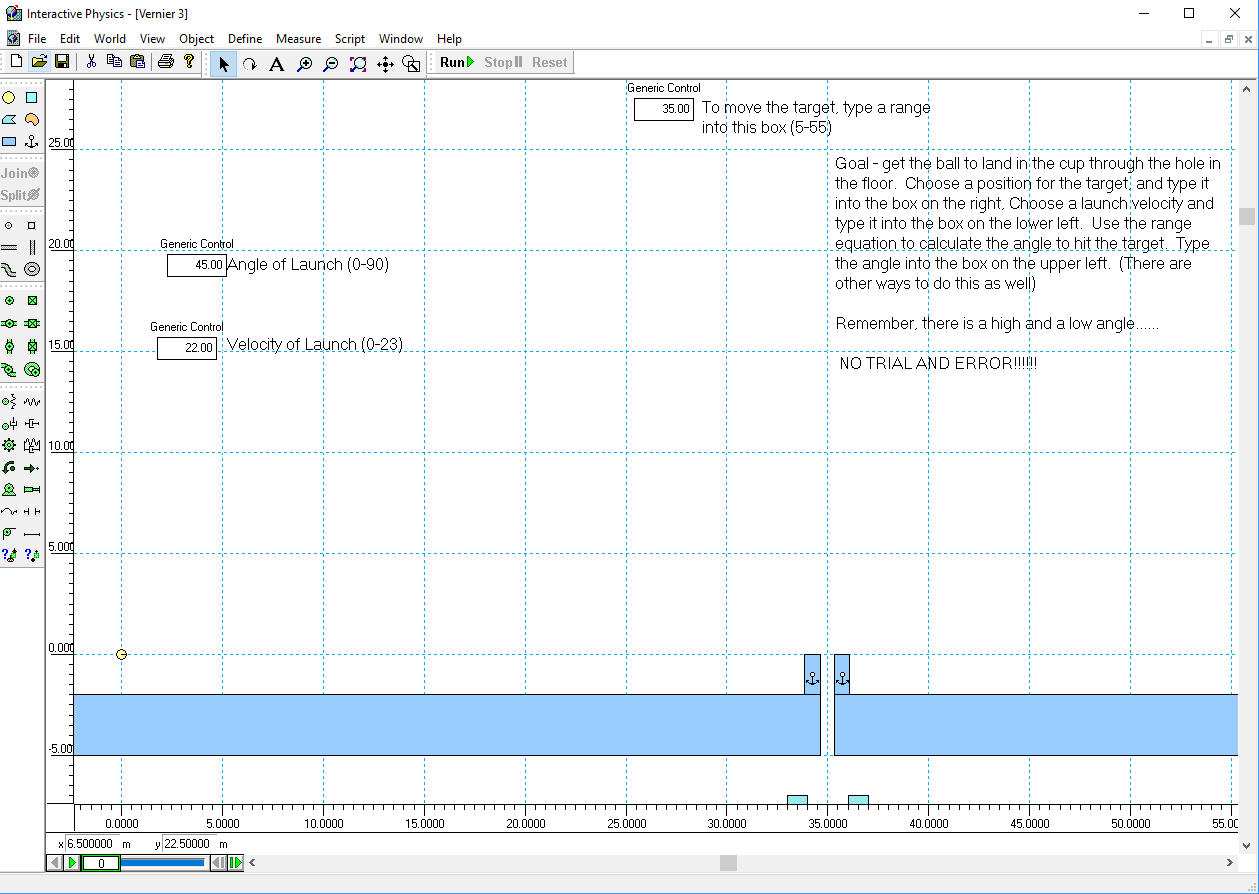 Interactive Physics - [Vernier 3]
File Edit World View Object Define Measure Script Window Help
Run Stop Reset
Join
Split
Generic Control
35.00 To move the target, type a range
into this box (5-55)
Goal - get the ball to land in the cup through the hole in
the floor. Choose a position for the target, and type it
into the box on the right, Choose a launch velocity and
type it into the box on the lower left. Use the range
equation to calculate the angle to hit the target. Type
the angle into the box on the upper left. (There are
other ways to do this as well)
Remember, there is a high and a low angle......
NO TRIAL AND ERROR!!!!!!
Generic Control
45.00 Angle of Launch (0-90)
Generic Control
22.00 Velocity of Launch (0-23)
25.00
20.00
15.00
10.00
5.000
0.000
-5.00
0.0000 5.0000 10.0000 15.0000 20.0000 25.0000 30.0000 35.0000 40.0000 45.0000 50.0000 55.00
x 6.500000 m y 22.50000 m
0